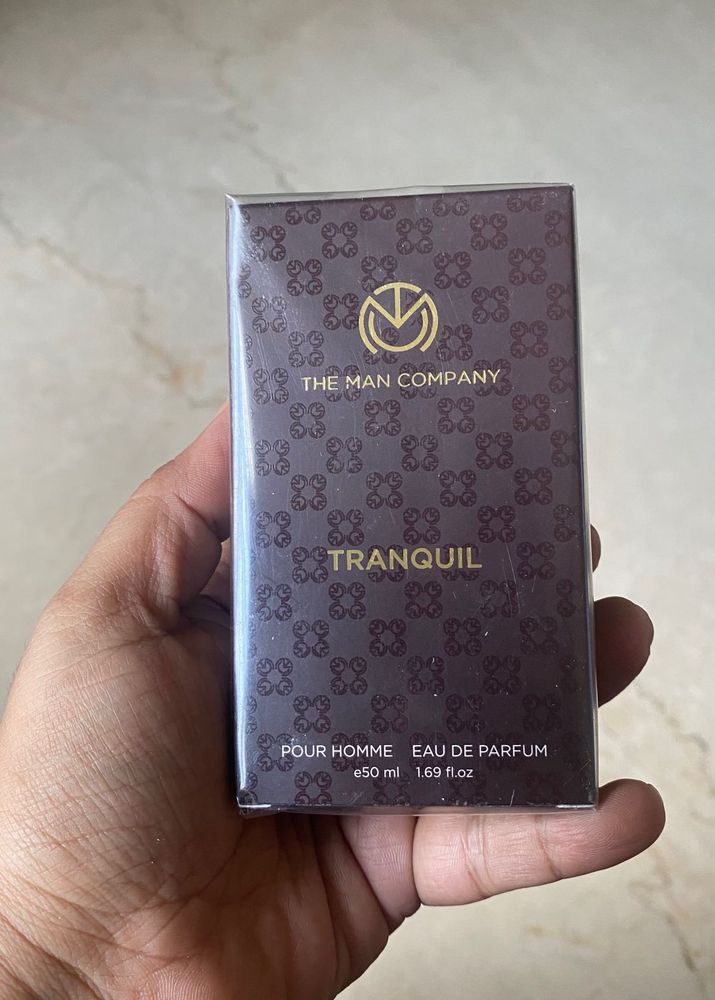 THE MAN COMPANY
TRANQUIL
POUR HOMME EAU DE PARFUM
e50 ml 1.69 fl.oz